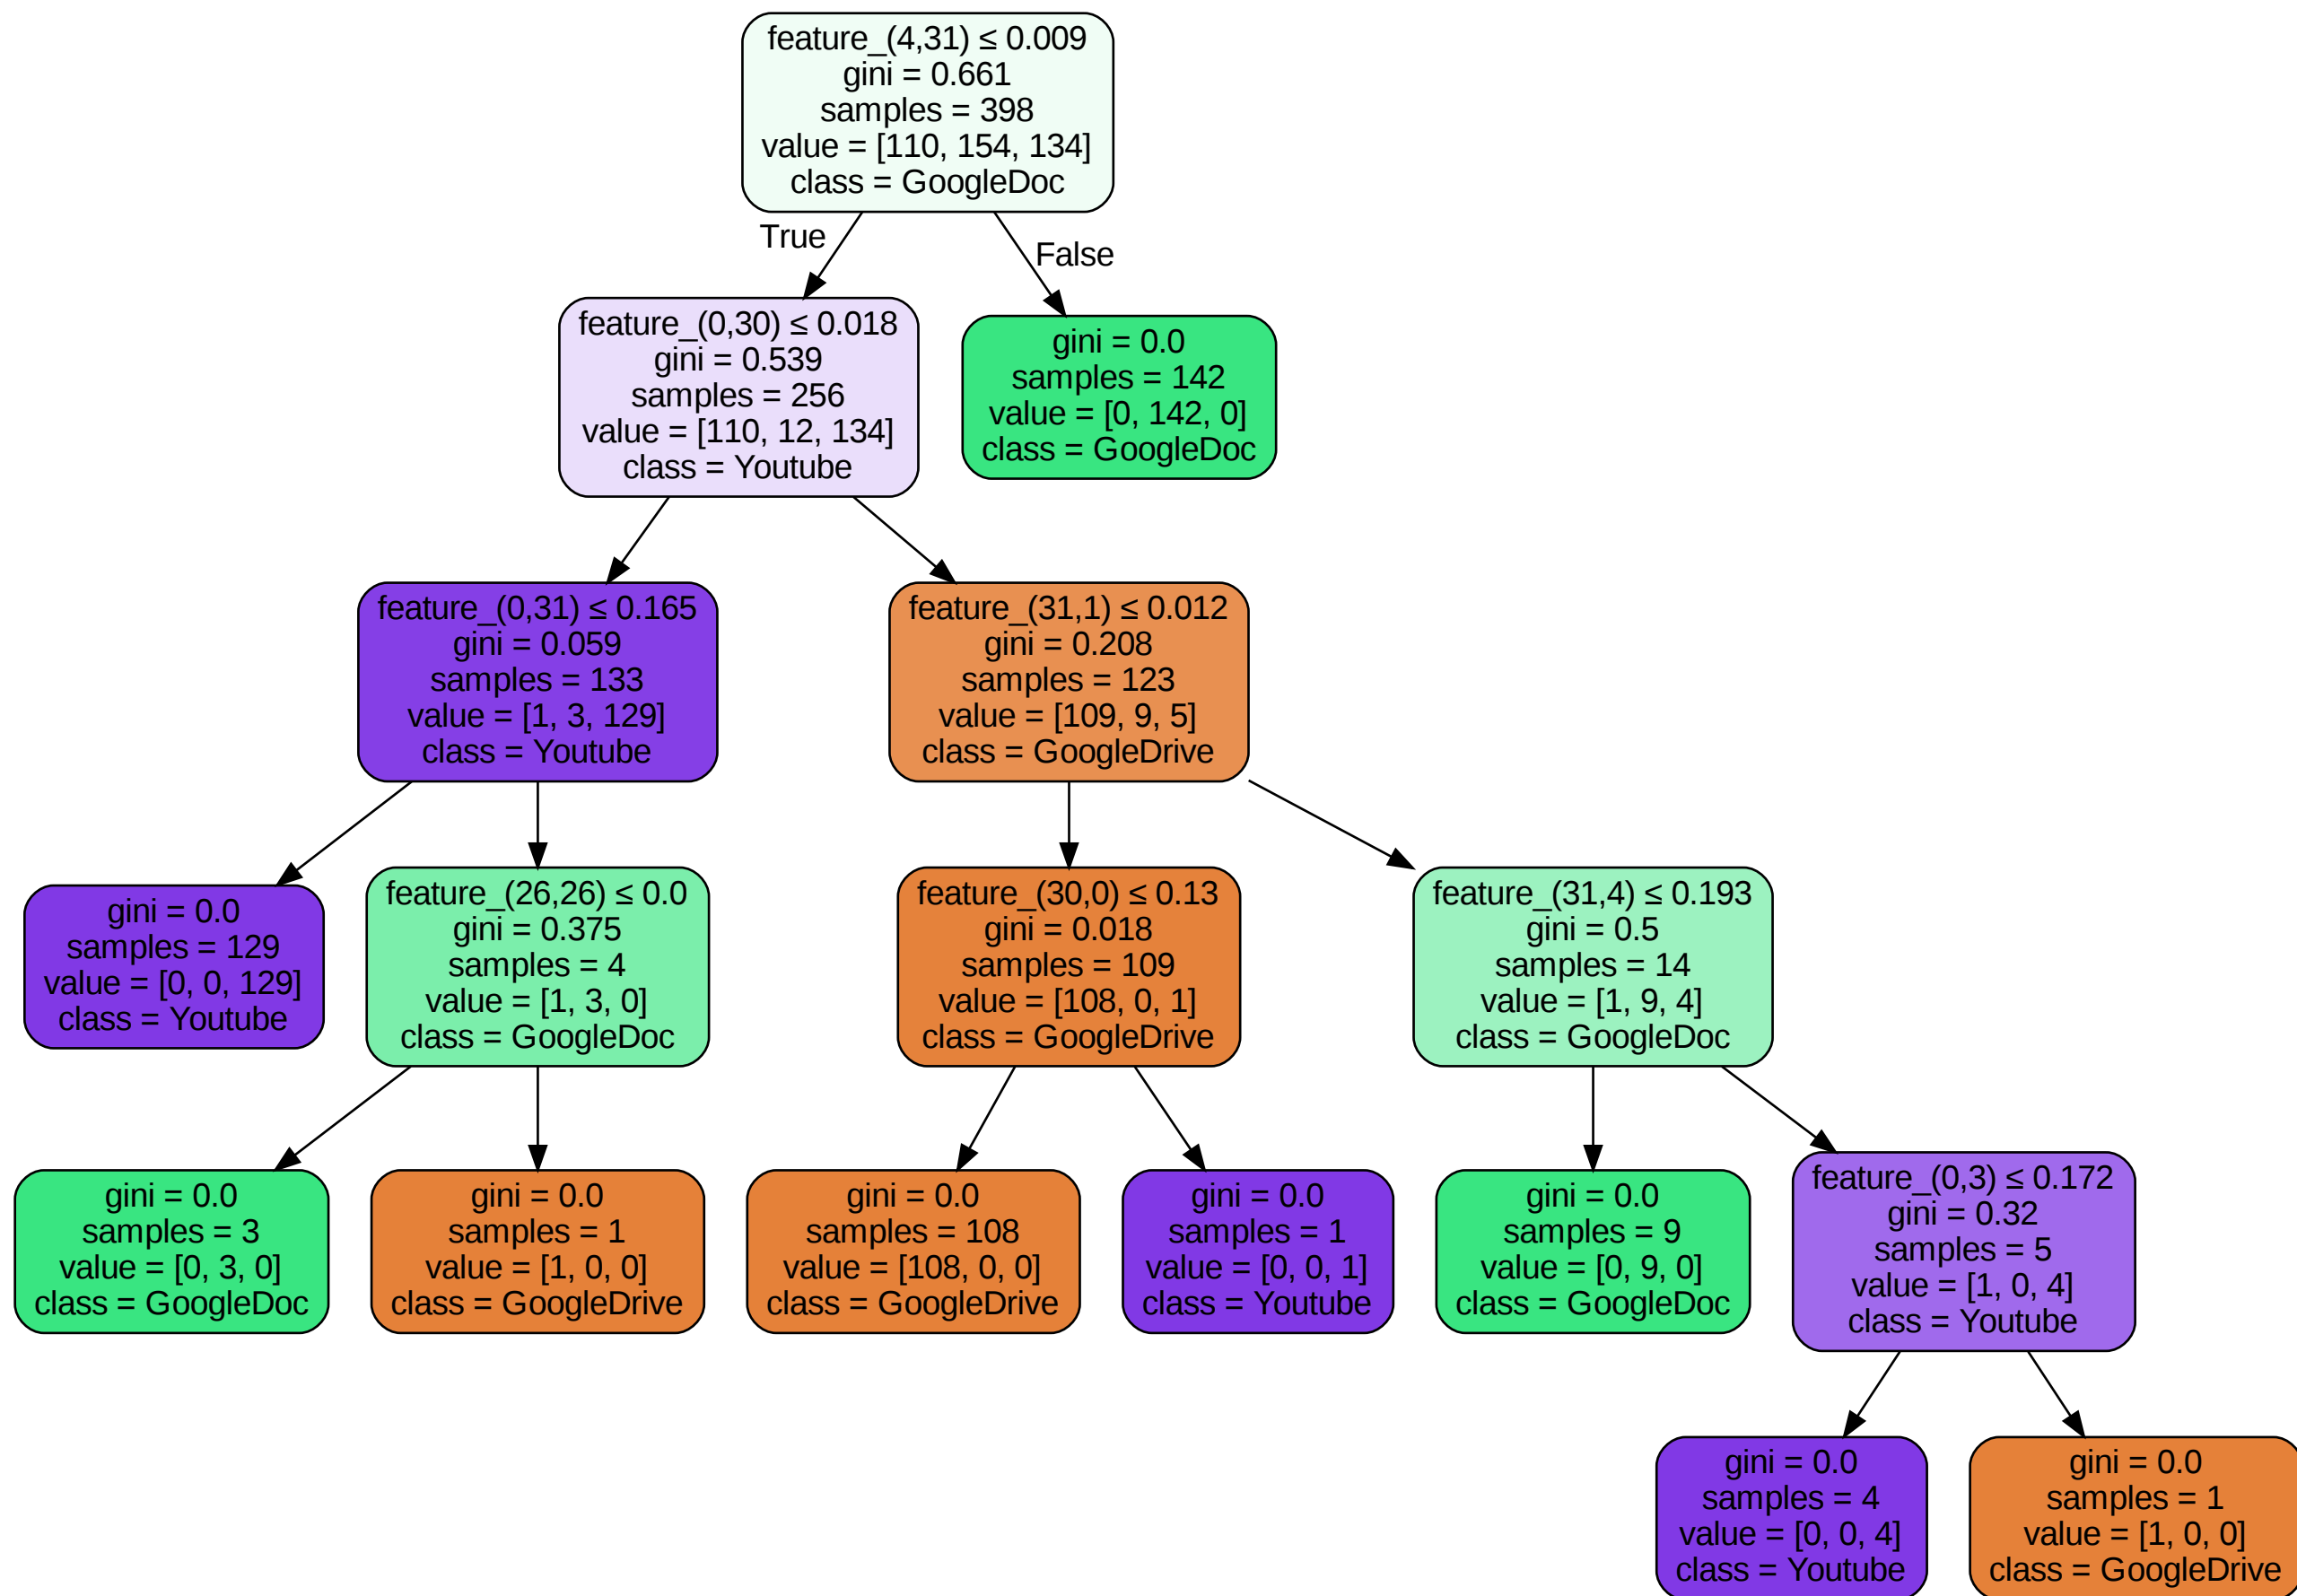 feature_(4,31) ≤ 0.009
gini = 0.661
samples = 398
value = [110, 154, 134]
class = GoogleDoc
True
False
feature_(0,30) ≤ 0.018
gini = 0.539
samples = 256
value = [110, 12, 134]
class = Youtube
gini = 0.0
samples = 142
value = [0, 142, 0]
class = GoogleDoc
feature_(0,31) ≤ 0.165
gini = 0.059
samples = 133
value = [1, 3, 129]
class = Youtube
feature_(31,1) ≤ 0.012
gini = 0.208
samples = 123
value = [109, 9, 5]
class = GoogleDrive
gini = 0.0
samples = 129
value = [0, 0, 129]
class = Youtube
feature_(26,26) ≤ 0.0
gini = 0.375
samples = 4
value = [1, 3, 0]
class = GoogleDoc
feature_(30,0) ≤ 0.13
gini = 0.018
samples = 109
value = [108, 0, 1]
class = GoogleDrive
feature_(31,4) ≤ 0.193
gini = 0.5
samples = 14
value = [1, 9, 4]
class = GoogleDoc
gini = 0.0
samples = 3
value = [0, 3, 0]
class = GoogleDoc
gini = 0.0
samples = 1
value = [1, 0, 0]
class = GoogleDrive
gini = 0.0
samples = 108
value = [108, 0, 0]
class = GoogleDrive
gini = 0.0
samples = 1
value = [0, 0, 1]
class = Youtube
gini = 0.0
samples = 9
value = [0, 9, 0]
class = GoogleDoc
feature_(0,3) ≤ 0.172
gini = 0.32
samples = 5
value = [1, 0, 4]
class = Youtube
gini = 0.0
samples = 4
value = [0, 0, 4]
class = Youtube
gini = 0.0
samples = 1
value = [1, 0, 0]
class = GoogleDrive